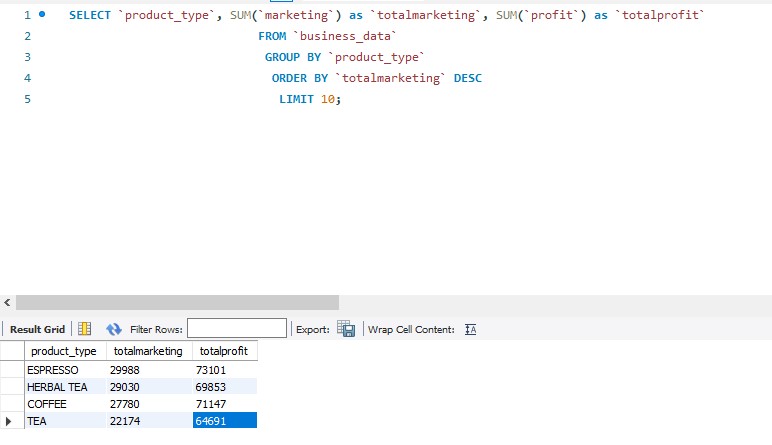 1 SELECT `product_type`, SUM(`marketing`) as `totalmarketing`, SUM(`profit`) as `totalprofit`
2 FROM `business_data`
3 GROUP BY `product_type`
4 ORDER BY `totalmarketing` DESC
5 LIMIT 10;
Result Grid Filter Rows: Export: Wrap Cell Content: IA
product_type totalmarketing totalprofit
ESPRESSO 29988 73101
HERBAL TEA 29030 69853
COFFEE 27780 71147
TEA 22174 64691